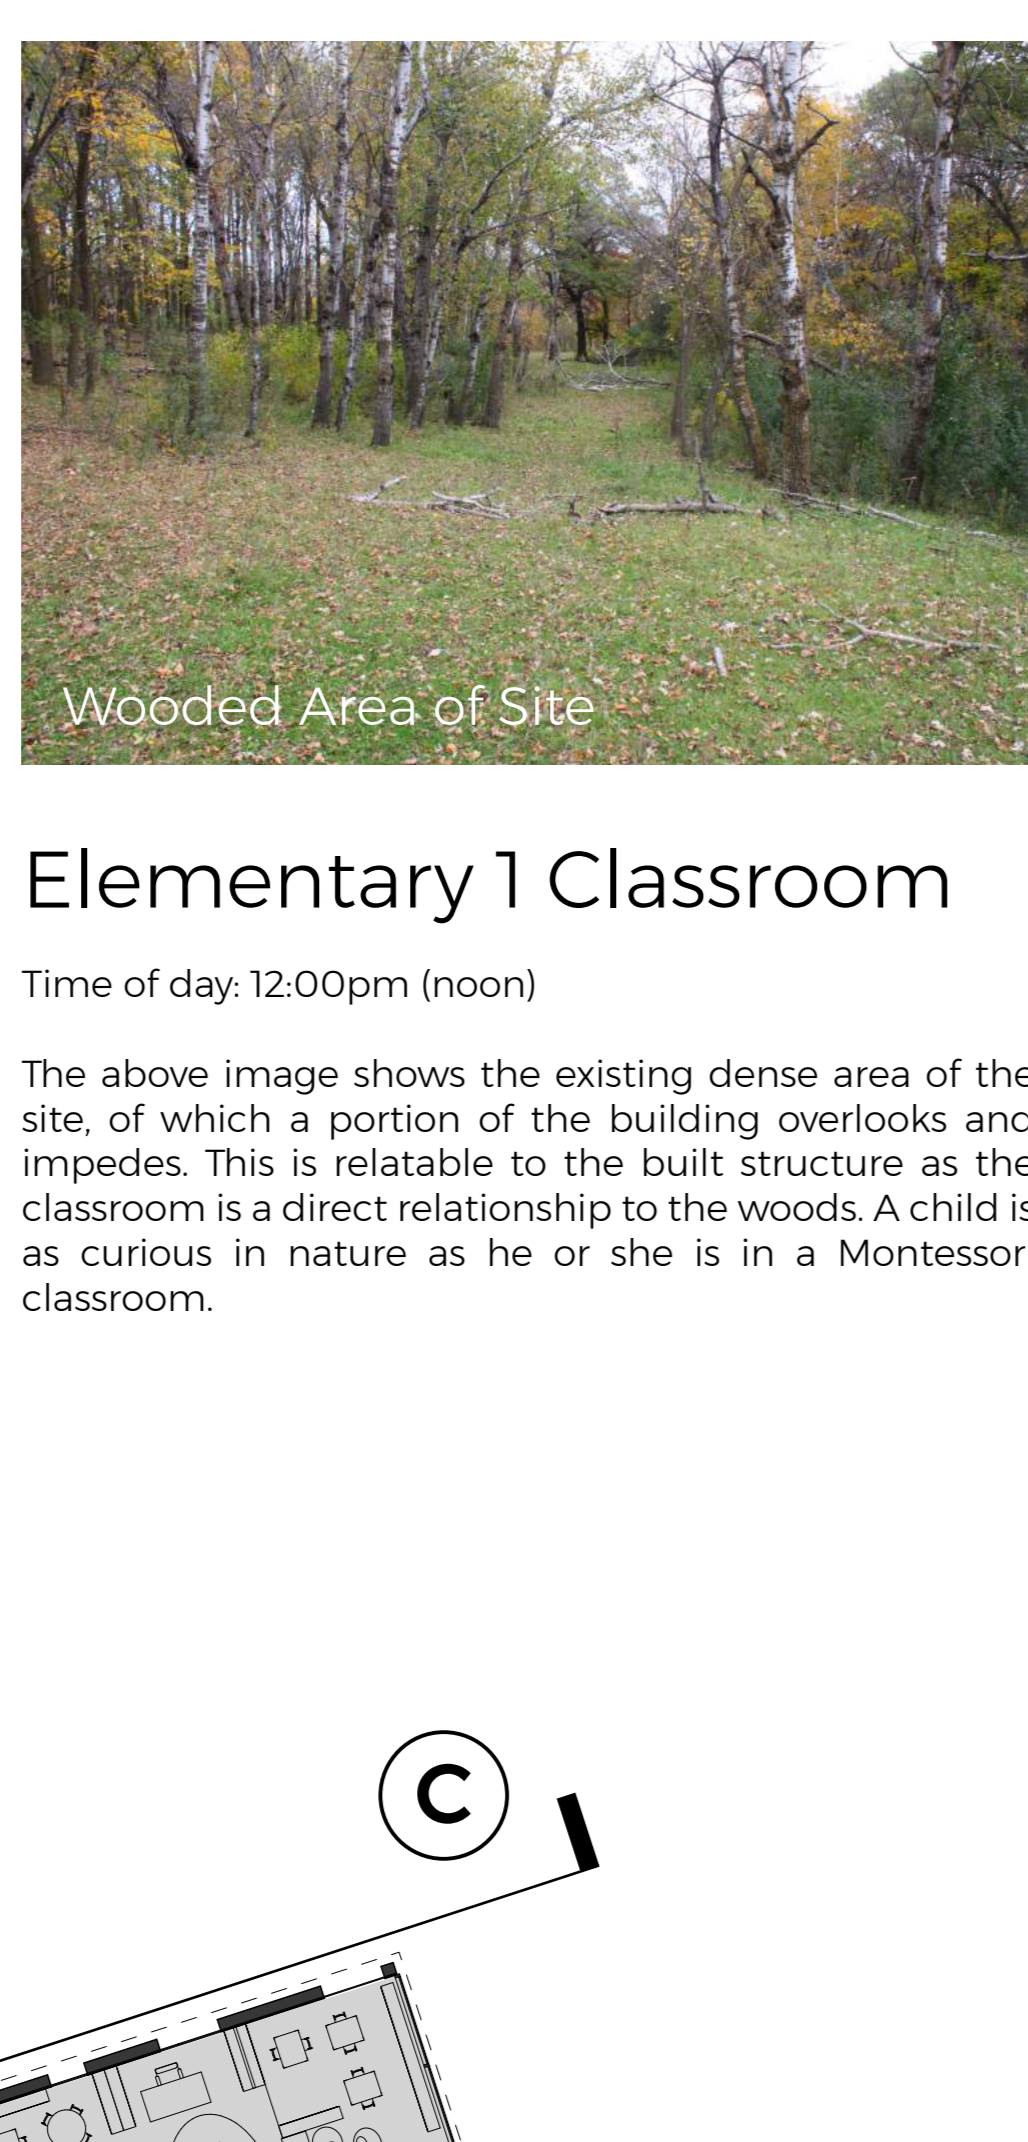 Wooded Area of Site
Elementary 1 Classroom
Time of day: 12:00pm (noon)
The above image shows the existing dense area of the
site, of which a portion of the building overlooks and
impedes. This is relatable to the built structure as the
classroom is a direct relationship to the woods. A child is
as curious in nature as he or she is in a Montessor
classroom.
C